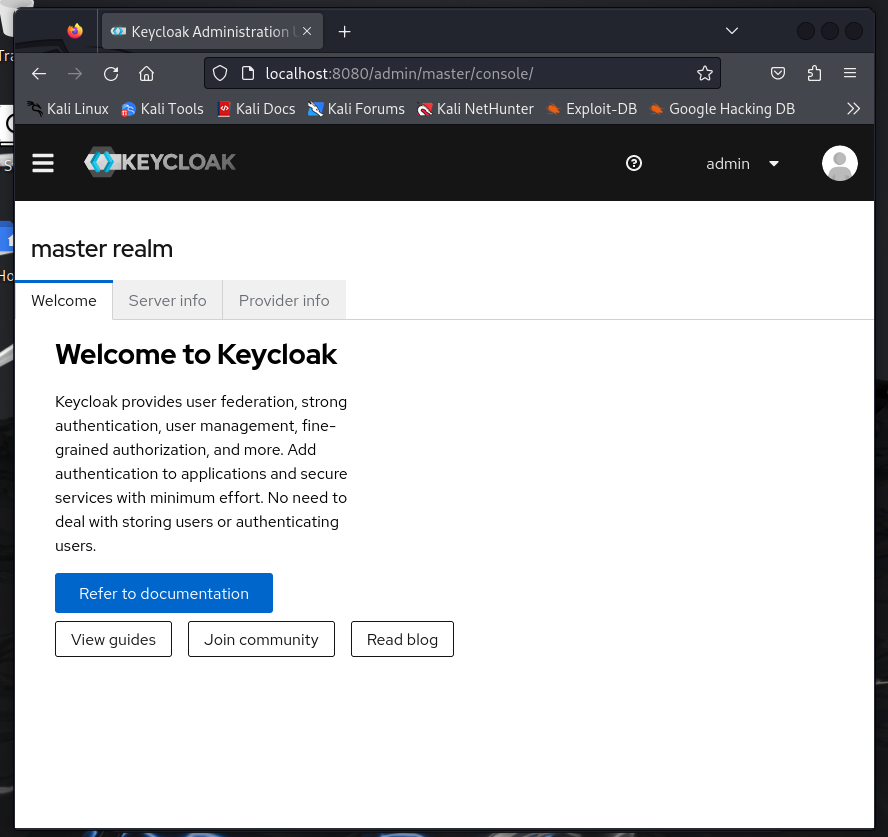 Keycloak Administration
localhost:8080/admin/master/console/
Kali Linux Kali Tools Kali Docs Kali Forums Kali NetHunter Exploit-DB Google Hacking DB
KEYCLOAK admin
master realm
Welcome Server info Provider info
Welcome to Keycloak
Keycloak provides user federation, strong
authentication, user management, fine-
grained authorization, and more. Add
authentication to applications and secure
services with minimum effort. No need to
deal with storing users or authenticating
users.
Refer to documentation
View guides Join community Read blog